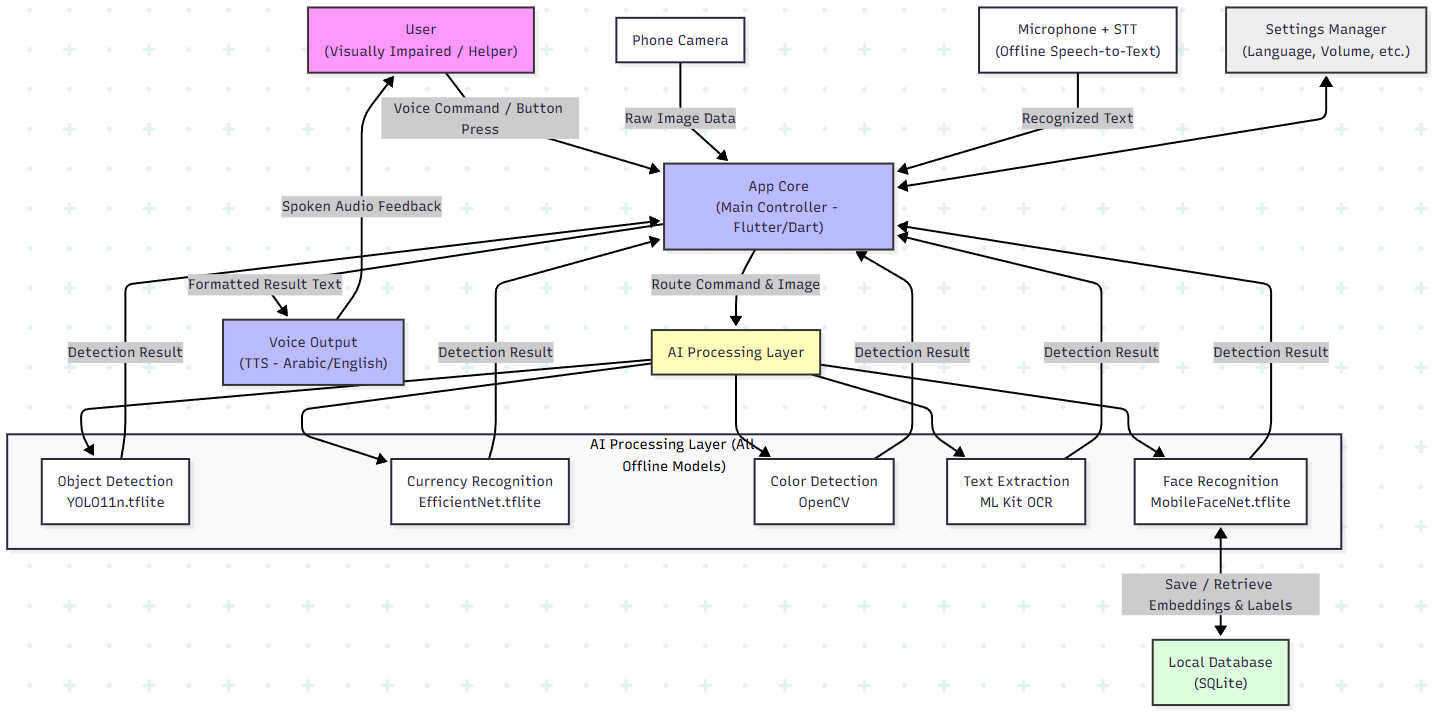 User
(Visually Impaired / Helper)
Phone Camera
Microphone + STT
(Offline Speech-to-Text)
Settings Manager
(Language, Volume, etc.)
Voice Command / Button
Press
Raw Image Data
Recognized Text
App Core
(Main Controller -
Flutter/Dart)
Spoken Audio Feedback
Formatted Result Text
Route Command & Image
Voice Output
(TTS - Arabic/English)
AI Processing Layer
Detection Result
Detection Result
Detection Result
Detection Result
Detection Result
AI Processing Layer (All
Offline Models)
Object Detection
YOLO11n.tflite
Currency Recognition
EfficientNet.tflite
Color Detection
OpenCV
Text Extraction
ML Kit OCR
Face Recognition
MobileFaceNet.tflite
Save / Retrieve
Embeddings & Labels
Local Database
(SQLite)